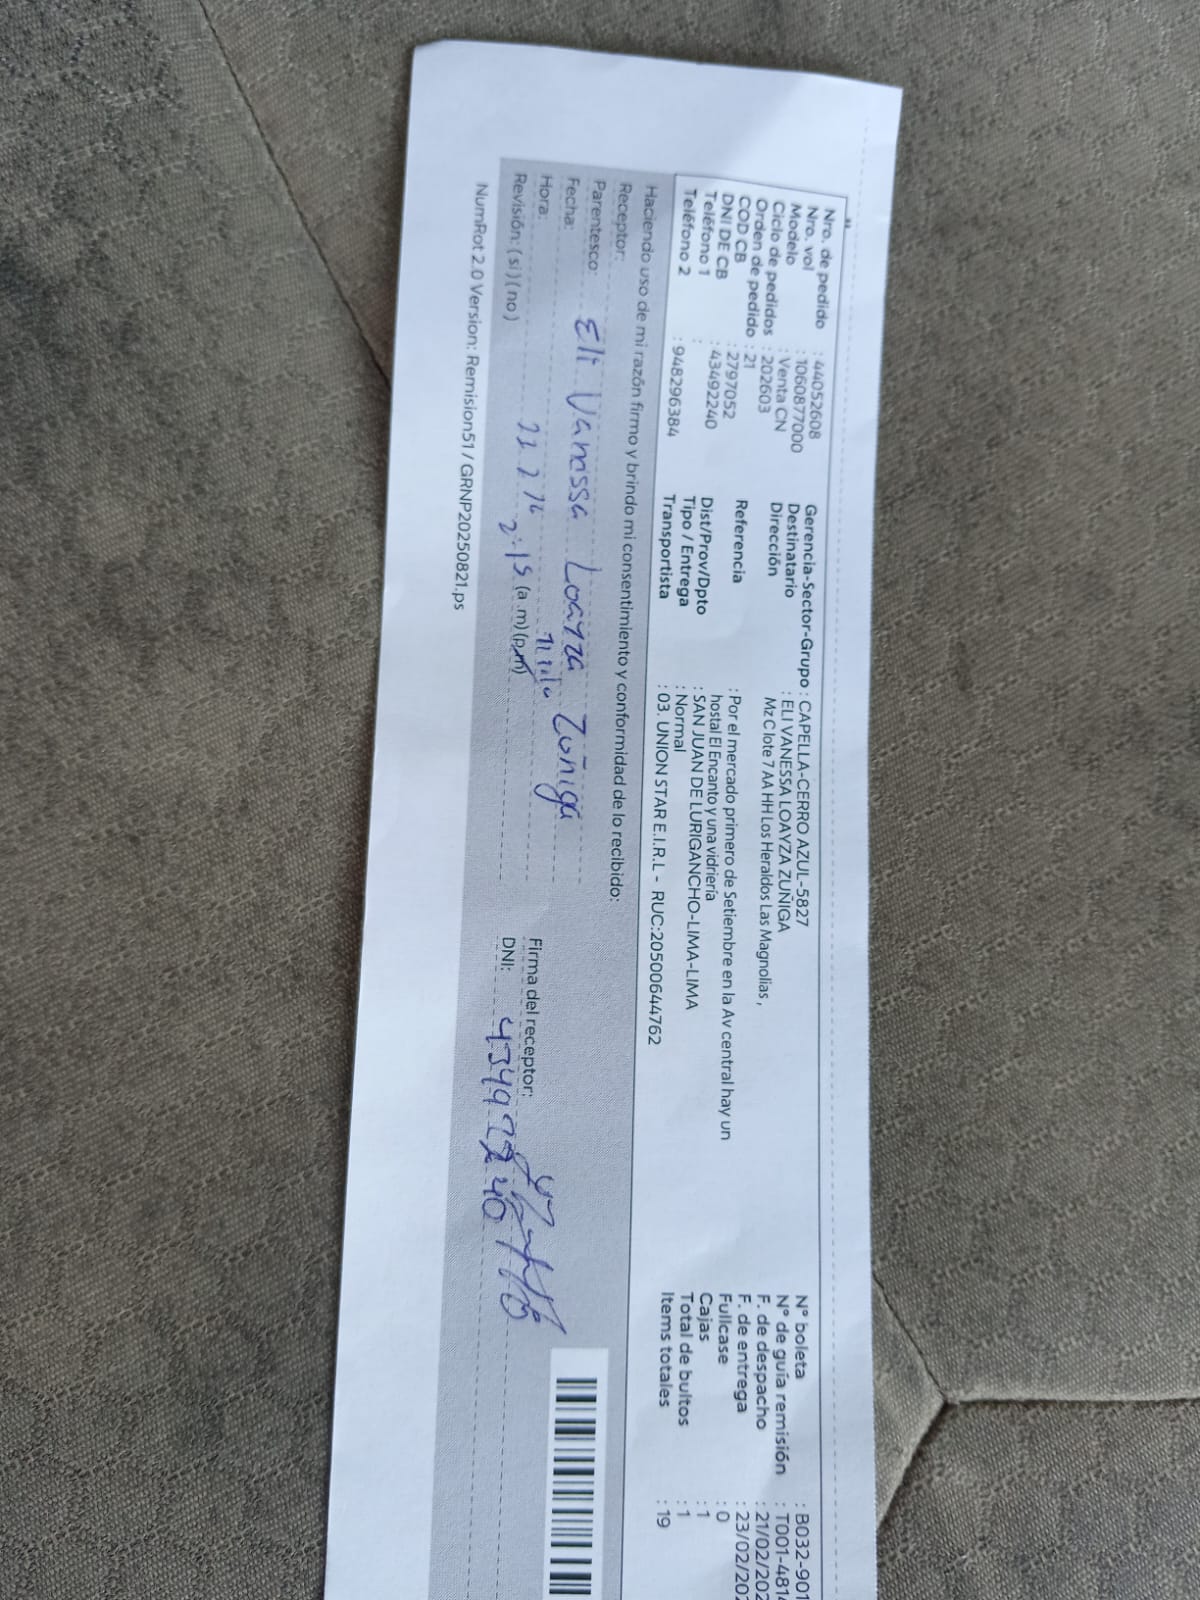 Nro. de pedido : 44052608
Nro. vol : 1060877000
Modelo : Venta CN
Ciclo de pedidos : 202603
Orden de pedido : 21
COD CB : 2797052
DNI DE CB : 43492240
Teléfono 1 :
Teléfono 2 : 948296384
Gerencia-Sector-Grupo : CAPELLA-CERRO AZUL-5827
Destinatario : ELI VANESSA LOAYZA ZUÑIGA
Dirección Mz C lote 7 AA HH Los Heraldos Las Magnolias,
Referencia : Por el mercado primero de Setiembre en la Av central hay un
hostal El Encanto y una vidriería
Dist/Prov/Dpto : SAN JUAN DE LURIGANCHO-LIMA-LIMA
Tipo / Entrega : Normal
Transportista : 03. UNION STAR E.I.R.L - RUC:20500644762
N° boleta : B032-901
N° de guía remisión : T001-481
F. de despacho : 21/02/202
F. de entrega : 23/02/202
Fullcase : 0
Cajas : 1
Total de bultos : 1
Items totales : 19
Haciendo uso de mi razón firmo y brindo mi consentimiento y conformidad de lo recibido:
Receptor: Eli Vanessa Loayza Zuñiga
Parentesco:
Fecha:
Hora: 2:15 (a.m) (p.m)
Revisión: (si) (no)
Firma del receptor:
DNI: 43492240
NumRot 2.0 Version: Remision51 / GRNP20250821.ps